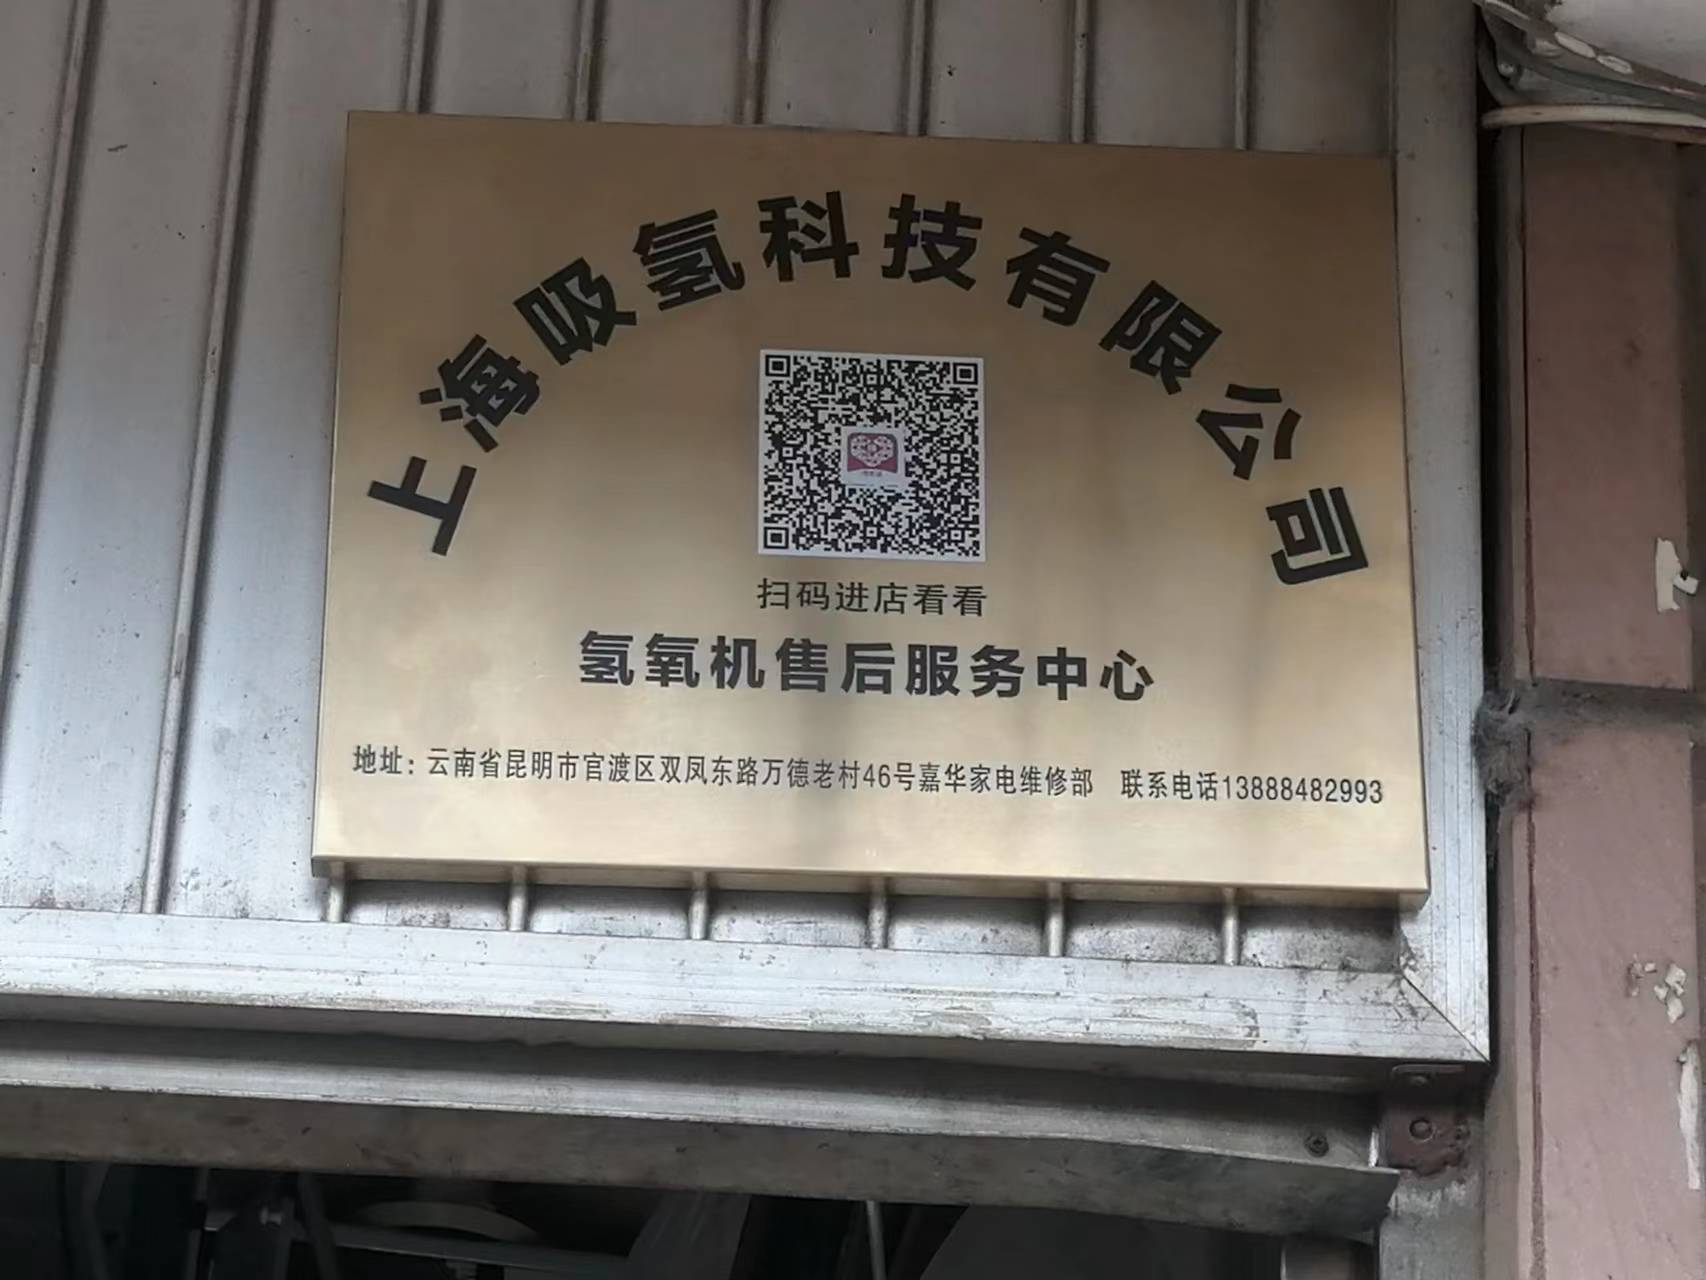 上海吸氢科技有限公司
扫码进店看看
氢氧机售后服务中心
地址：云南省昆明市官渡区双凤东路万德老村46号嘉华家电维修部 联系电话13888482993